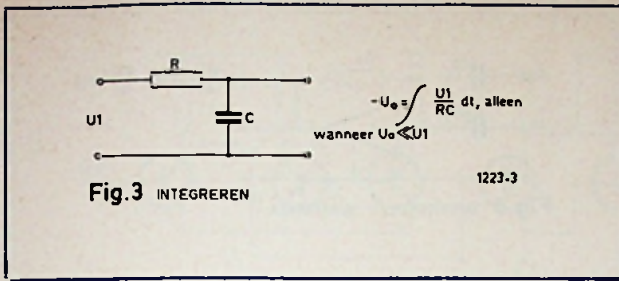 R
U1
C
-U₀ = ∫ U1/RC dt, alleen
wanneer U₀ ≪ U1
1223-3
Fig.3 INTEGREREN